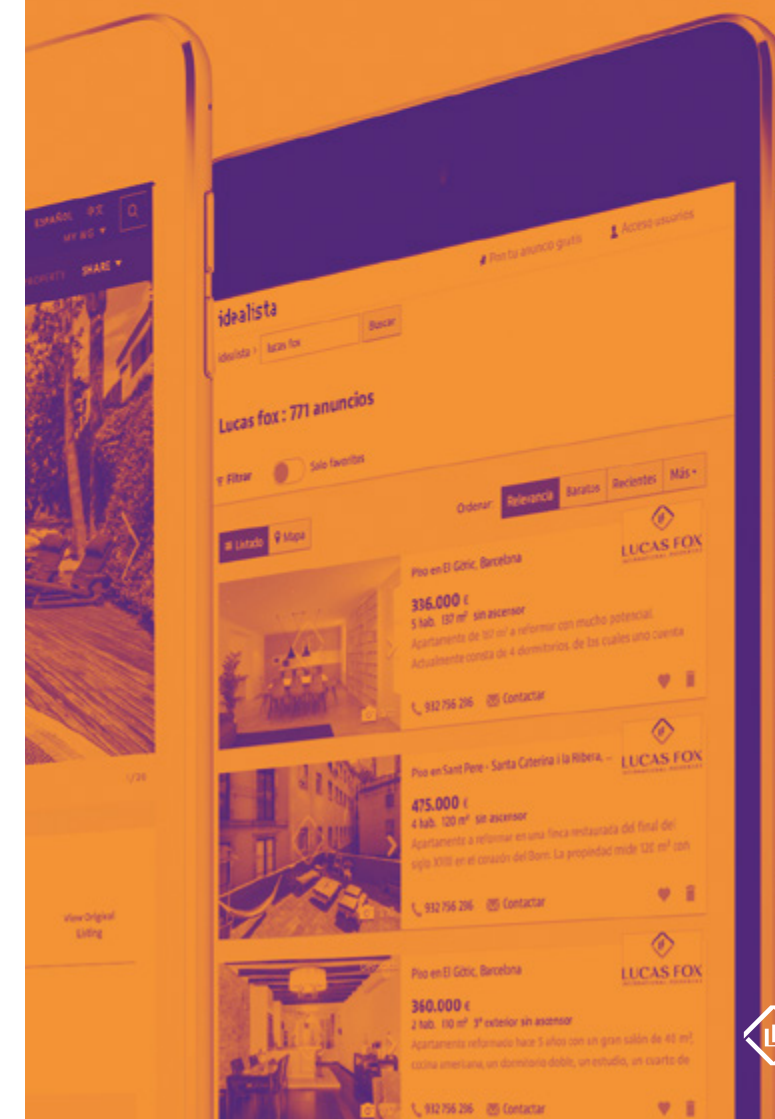 ESPAÑOL 中文
MY WG ▼
PROPERTY SHARE ▼
1/20
View Original
Listing
Pon tu anuncio gratis Acceso usuarios
idealista
idealista > lucas fox Buscar
Lucas fox : 771 anuncios
Filtrar Solo favoritos
Ordenar: Relevancia Baratos Recientes Más
Listado Mapa
Piso en El Gòtic, Barcelona
LUCAS FOX
336.000 €
5 hab. 137 m² sin ascensor
Apartamento de 137 m² a reformar con mucho potencial.
Actualmente consta de 4 dormitorios, de los cuales uno cuenta
932 756 216 Contactar
Piso en Sant Pere - Santa Caterina i la Ribera, ...
LUCAS FOX
475.000 €
4 hab. 120 m² sin ascensor
Apartamento a reformar en una finca restaurada del final del
siglo XVIII en el corazón del Born. La propiedad mide 120 m² con
932 756 216 Contactar
Piso en El Gòtic, Barcelona
LUCAS FOX
360.000 €
2 hab. 110 m² 3ª exterior sin ascensor
Apartamento reformado hace 5 años con un gran salón de 40 m²,
cocina americana, un dormitorio doble, un estudio, un cuarto de
932 756 216 Contactar